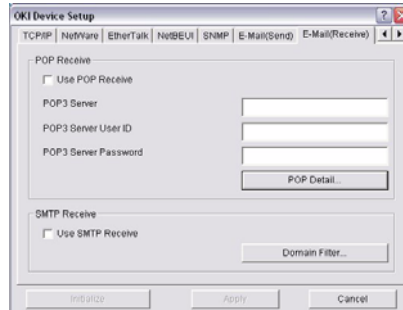 OKI Device Setup
TCP/IP NetWare EtherTalk NetBEUI SNMP E-Mail(Send) E-Mail(Receive)
POP Receive
Use POP Receive
POP3 Server
POP3 Server User ID
POP3 Server Password
POP Detail...
SMTP Receive
Use SMTP Receive
Domain Filter...
Initialize Apply Cancel